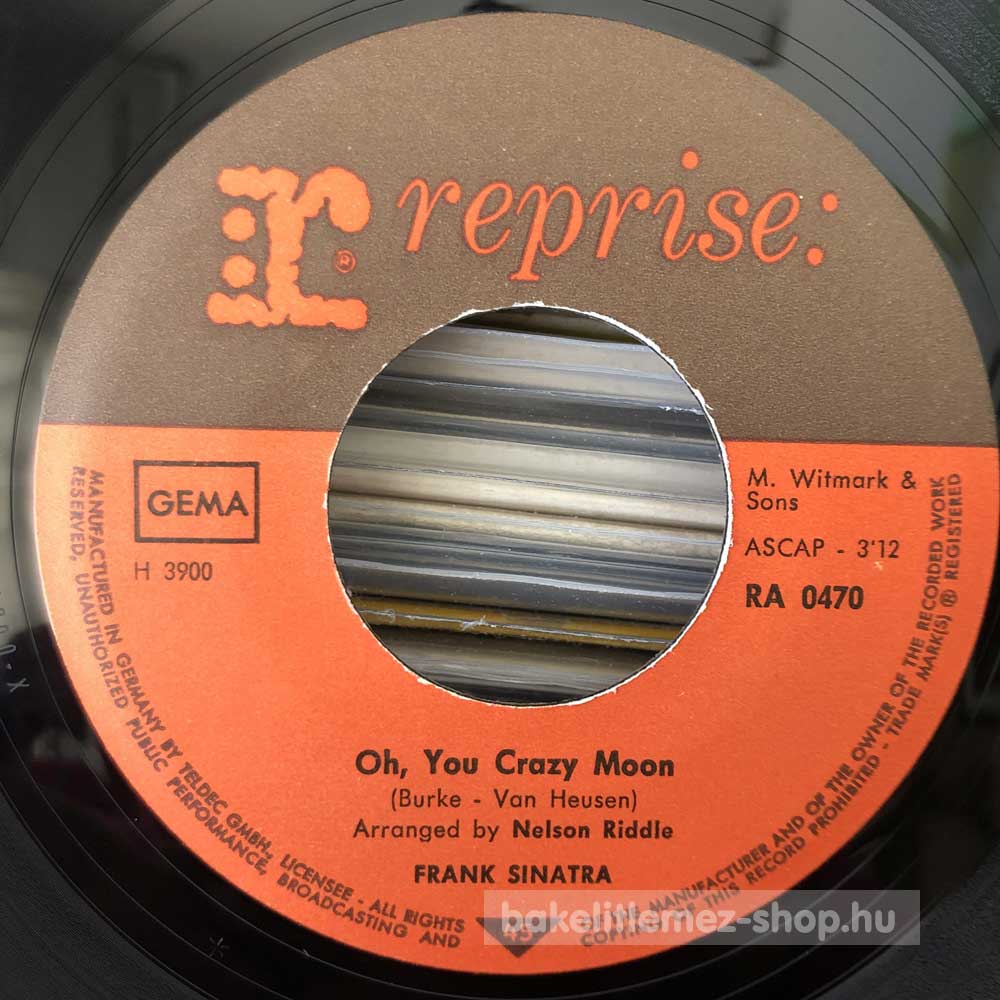 r® reprise:
GEMA
H 3900
M. Witmark &
Sons
ASCAP - 3'12
RA 0470
Oh, You Crazy Moon
(Burke - Van Heusen)
Arranged by Nelson Riddle
FRANK SINATRA
MANUFACTURED IN GERMANY BY TELDEC GMBH, LICENSEE - ALL RIGHTS
RESERVED, UNAUTHORIZED PUBLIC PERFORMANCE, BROADCASTING AND
45
OF THE MANUFACTURER AND OF THE OWNER OF THE RECORDED WORK
COPYING OF THIS RECORD PROHIBITED - TRADE MARK(S) ® REGISTERED
bakelitlemez-shop.hu